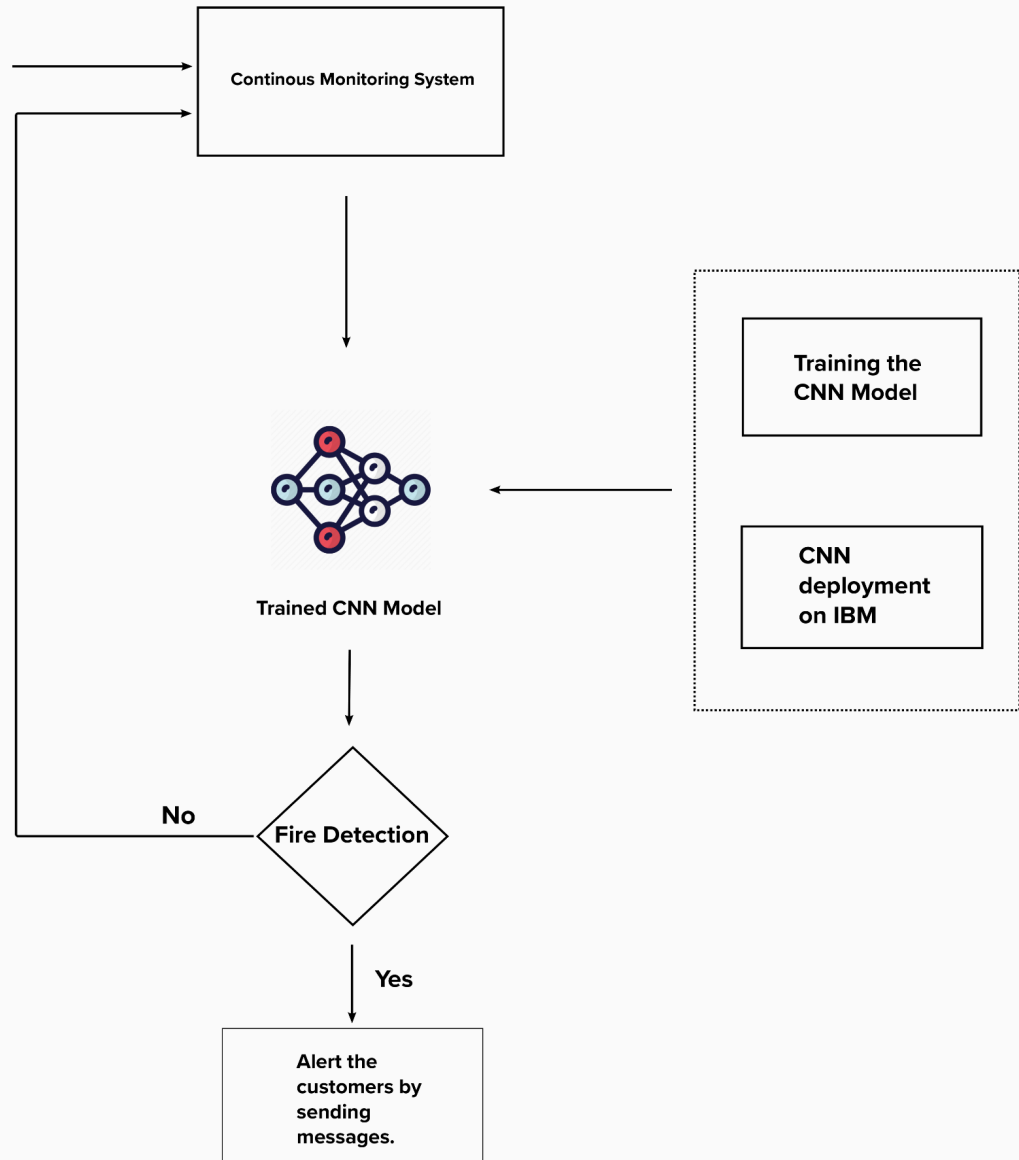 Continous Monitoring System
Training the
CNN Model
CNN
deployment
on IBM
Trained CNN Model
No
Fire Detection
Yes
Alert the
customers by
sending
messages.